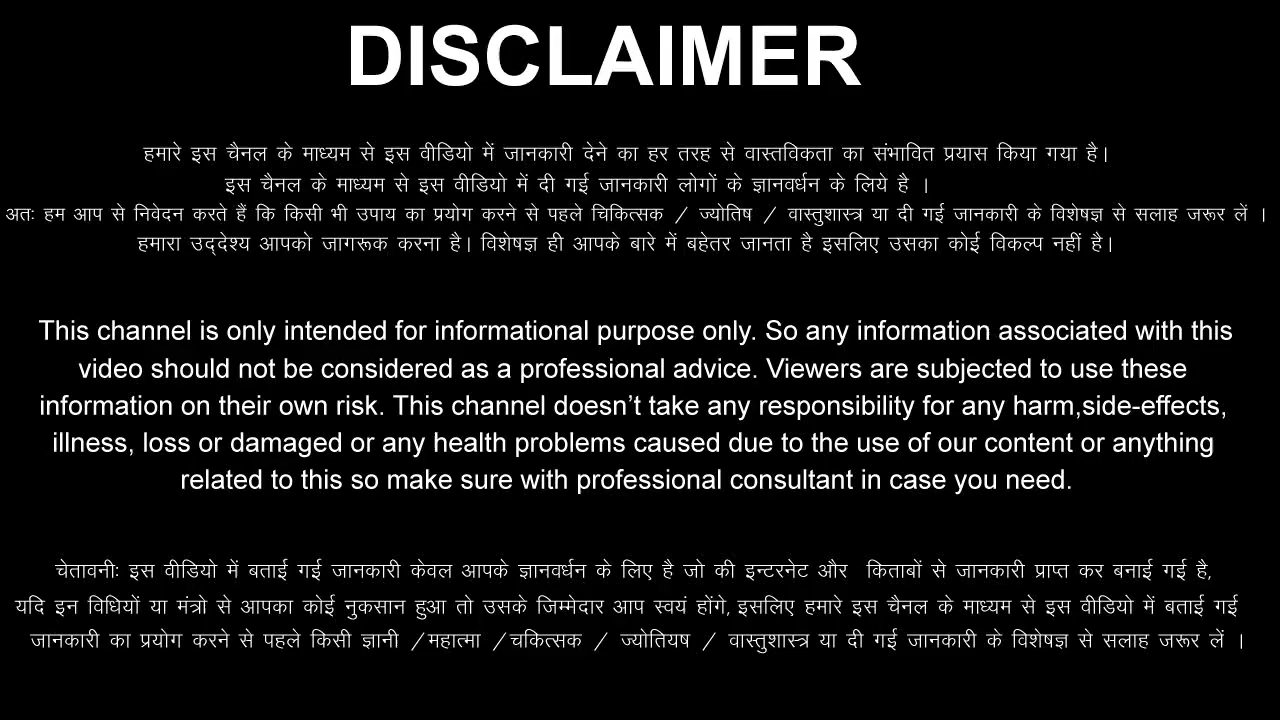 DISCLAIMER
हमारे इस चैनल के माध्यम से इस वीडियो में जानकारी देने का हर तरह से वास्तविकता का संभावित प्रयास किया गया है।
इस चैनल के माध्यम से इस वीडियो में दी गई जानकारी लोगों के ज्ञानवर्धन के लिये है ।
अतः हम आप से निवेदन करते हैं कि किसी भी उपाय का प्रयोग करने से पहले चिकित्सक / ज्योतिष / वास्तुशास्त्र या दी गई जानकारी के विशेषज्ञ से सलाह जरूर लें ।
हमारा उद्देश्य आपको जागरूक करना है। विशेषज्ञ ही आपके बारे में बहेतर जानता है इसलिए उसका कोई विकल्प नहीं है।
This channel is only intended for informational purpose only. So any information associated with this
video should not be considered as a professional advice. Viewers are subjected to use these
information on their own risk. This channel doesn’t take any responsibility for any harm,side-effects,
illness, loss or damaged or any health problems caused due to the use of our content or anything
related to this so make sure with professional consultant in case you need.
चेतावनीः इस वीडियो में बताई गई जानकारी केवल आपके ज्ञानवर्धन के लिए है जो की इन्टरनेट और किताबों से जानकारी प्राप्त कर बनाई गई है,
यदि इन विधियों या मंत्रो से आपका कोई नुकसान हुआ तो उसके जिम्मेदार आप स्वयं होंगे, इसलिए हमारे इस चैनल के माध्यम से इस वीडियो में बताई गई
जानकारी का प्रयोग करने से पहले किसी ज्ञानी /महात्मा /चकित्सक / ज्योतियष / वास्तुशास्त्र या दी गई जानकारी के विशेषज्ञ से सलाह जरूर लें ।